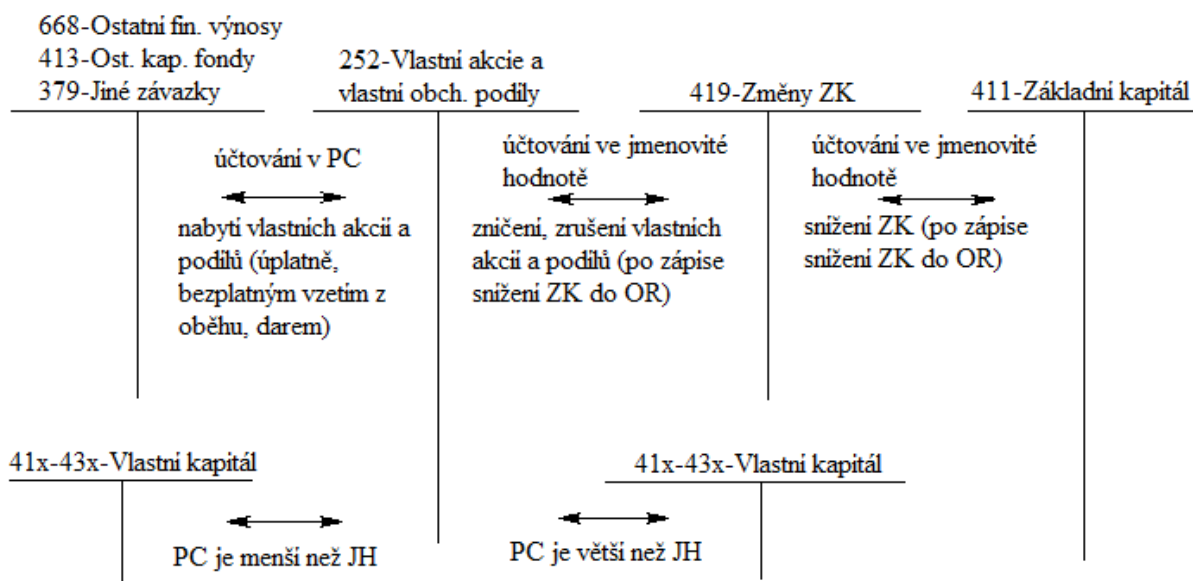 668-Ostatní fin. výnosy
413-Ost. kap. fondy
379-Jiné závazky
252-Vlastní akcie a
vlastní obch. podíly
419-Změny ZK
411-Základní kapitál
účtování v PC
nabytí vlastních akcií a
podílů (úplatně,
bezplatným vzetím z
oběhu, darem)
účtování ve jmenovité
hodnotě
zničení, zrušení vlastních
akcií a podílů (po zápise
snížení ZK do OR)
účtování ve jmenovité
hodnotě
snížení ZK (po zápise
snížení ZK do OR)
41x-43x-Vlastní kapitál
41x-43x-Vlastní kapitál
PC je menší než JH
PC je větší než JH